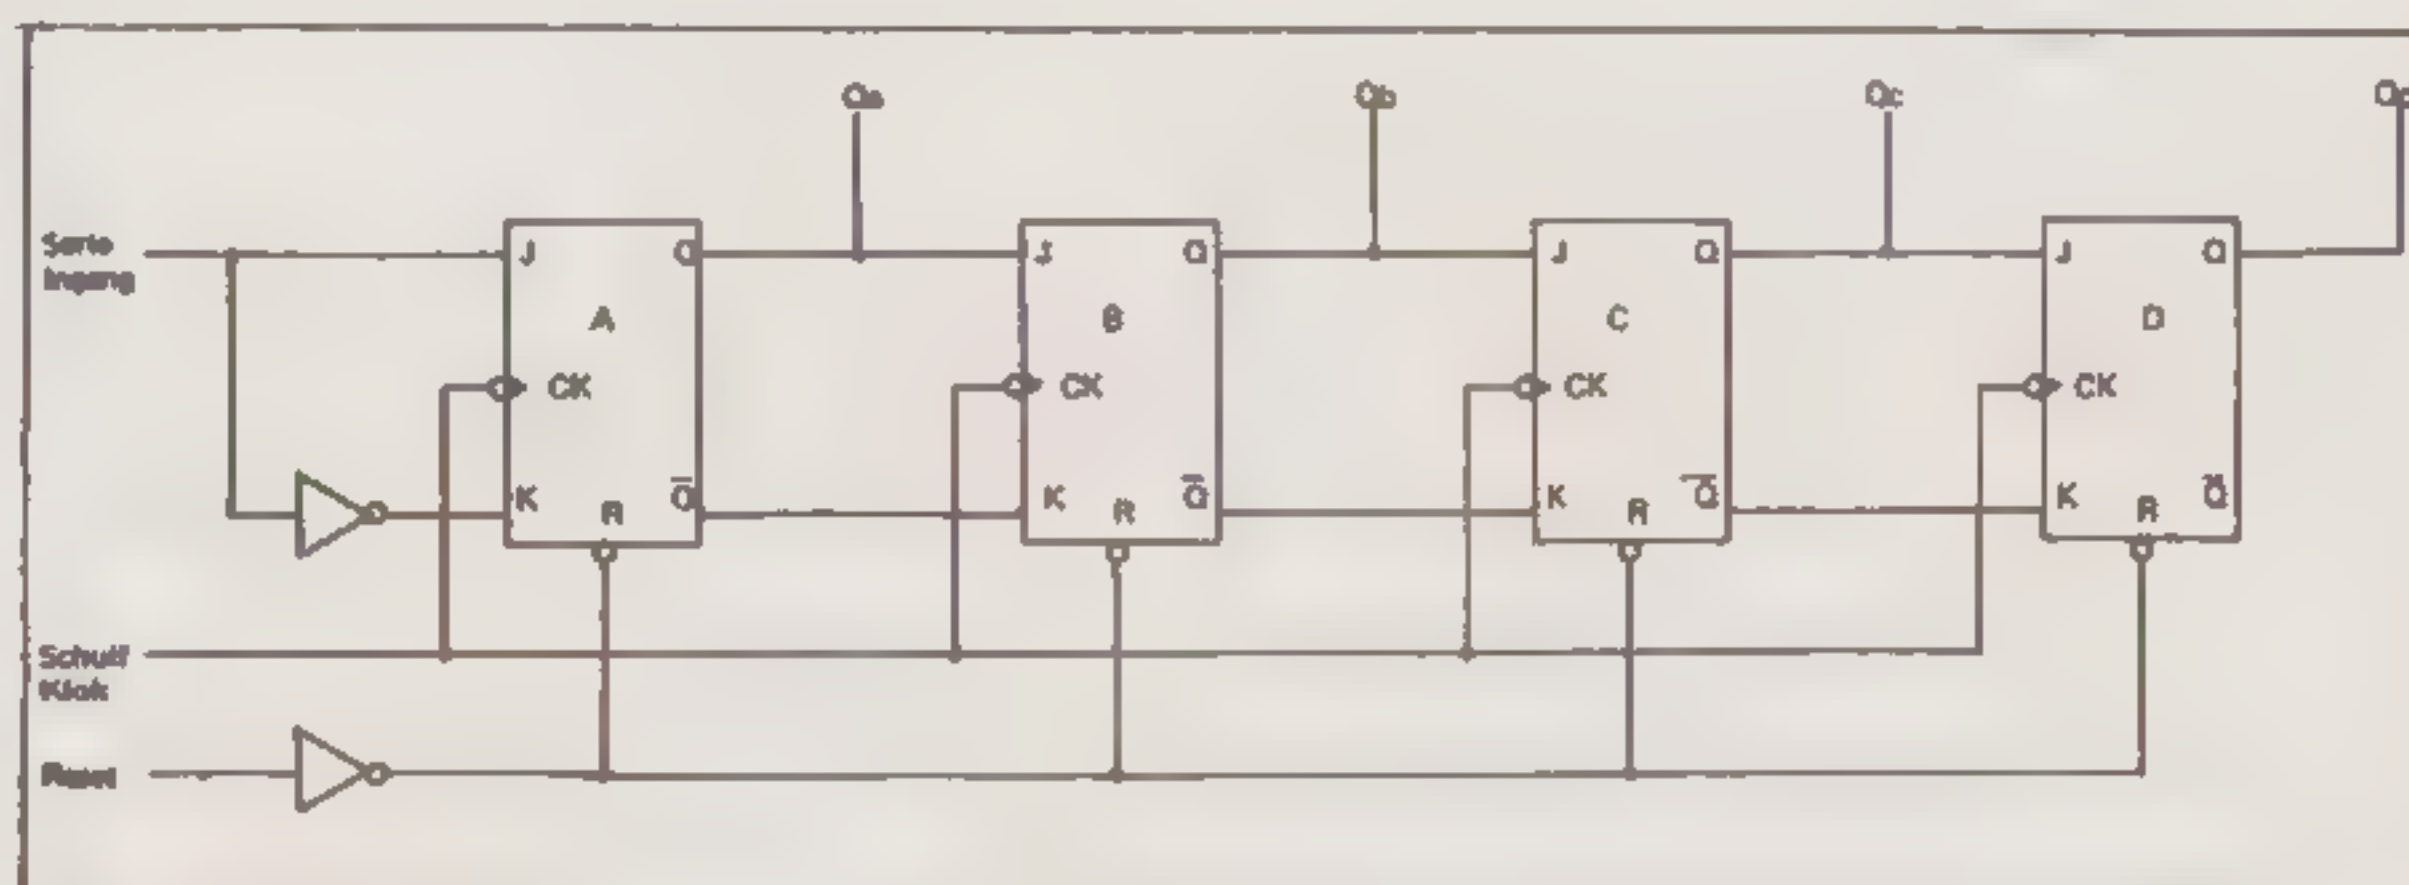 Qa Qb Qc
Serie
Ingang
J Q J Q J Q J Q
A B C D
CK CK CK CK
K R Q̅ K R Q̅ K R Q̅ K R Q̅
Schuif
Klok
Reset